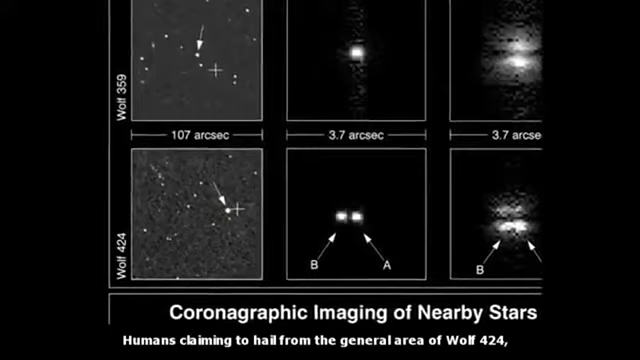 Wolf 359
107 arcsec
3.7 arcsec
3.7 arcse
Wolf 424
B
A
B
Coronagraphic Imaging of Nearby Stars
Humans claiming to hail from the general area of Wolf 424,